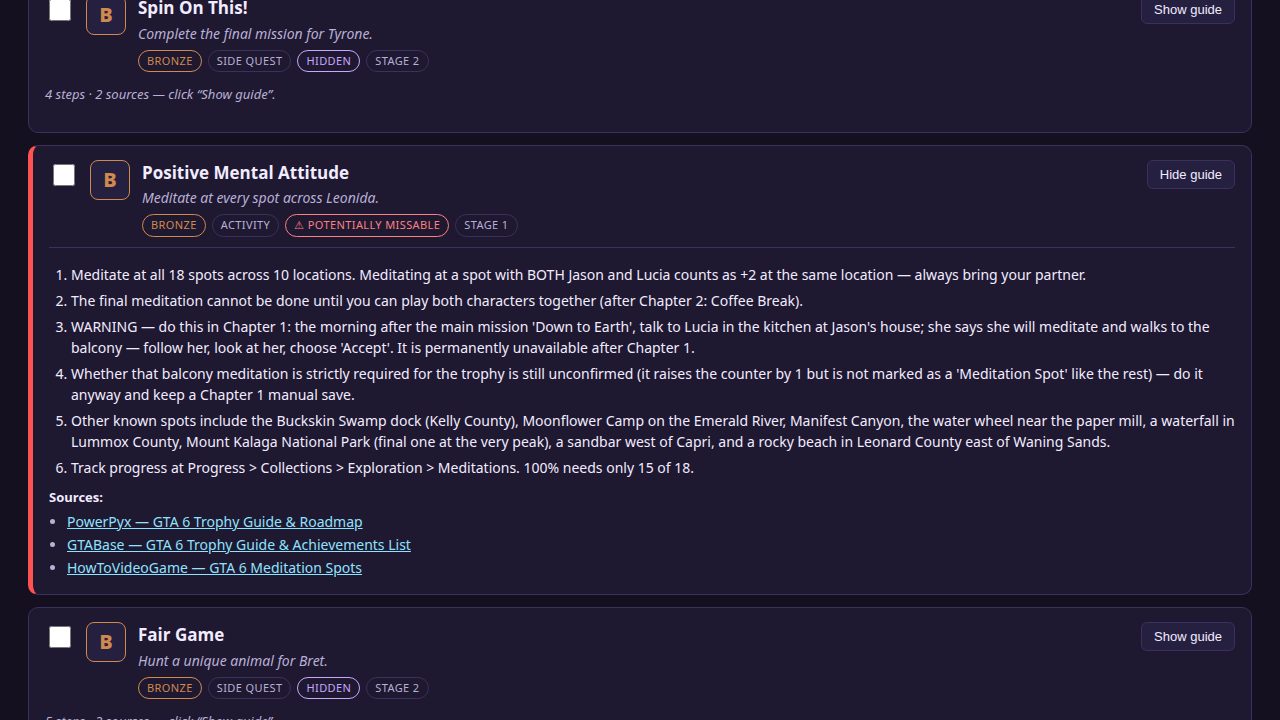 B
Spin On This!
Show guide
Complete the final mission for Tyrone.
BRONZE SIDE QUEST HIDDEN STAGE 2
4 steps · 2 sources — click “Show guide”.
B
Positive Mental Attitude
Hide guide
Meditate at every spot across Leonida.
BRONZE ACTIVITY ⚠ POTENTIALLY MISSABLE STAGE 1
1. Meditate at all 18 spots across 10 locations. Meditating at a spot with BOTH Jason and Lucia counts as +2 at the same location — always bring your partner.
2. The final meditation cannot be done until you can play both characters together (after Chapter 2: Coffee Break).
3. WARNING — do this in Chapter 1: the morning after the main mission 'Down to Earth', talk to Lucia in the kitchen at Jason's house; she says she will meditate and walks to the
balcony — follow her, look at her, choose 'Accept'. It is permanently unavailable after Chapter 1.
4. Whether that balcony meditation is strictly required for the trophy is still unconfirmed (it raises the counter by 1 but is not marked as a 'Meditation Spot' like the rest) — do it
anyway and keep a Chapter 1 manual save.
5. Other known spots include the Buckskin Swamp dock (Kelly County), Moonflower Camp on the Emerald River, Manifest Canyon, the water wheel near the paper mill, a waterfall in
Lummox County, Mount Kalaga National Park (final one at the very peak), a sandbar west of Capri, and a rocky beach in Leonard County east of Waning Sands.
6. Track progress at Progress > Collections > Exploration > Meditations. 100% needs only 15 of 18.
Sources:
• PowerPyx — GTA 6 Trophy Guide & Roadmap
• GTABase — GTA 6 Trophy Guide & Achievements List
• HowToVideoGame — GTA 6 Meditation Spots
B
Fair Game
Show guide
Hunt a unique animal for Bret.
BRONZE SIDE QUEST HIDDEN STAGE 2
click “Show guide”